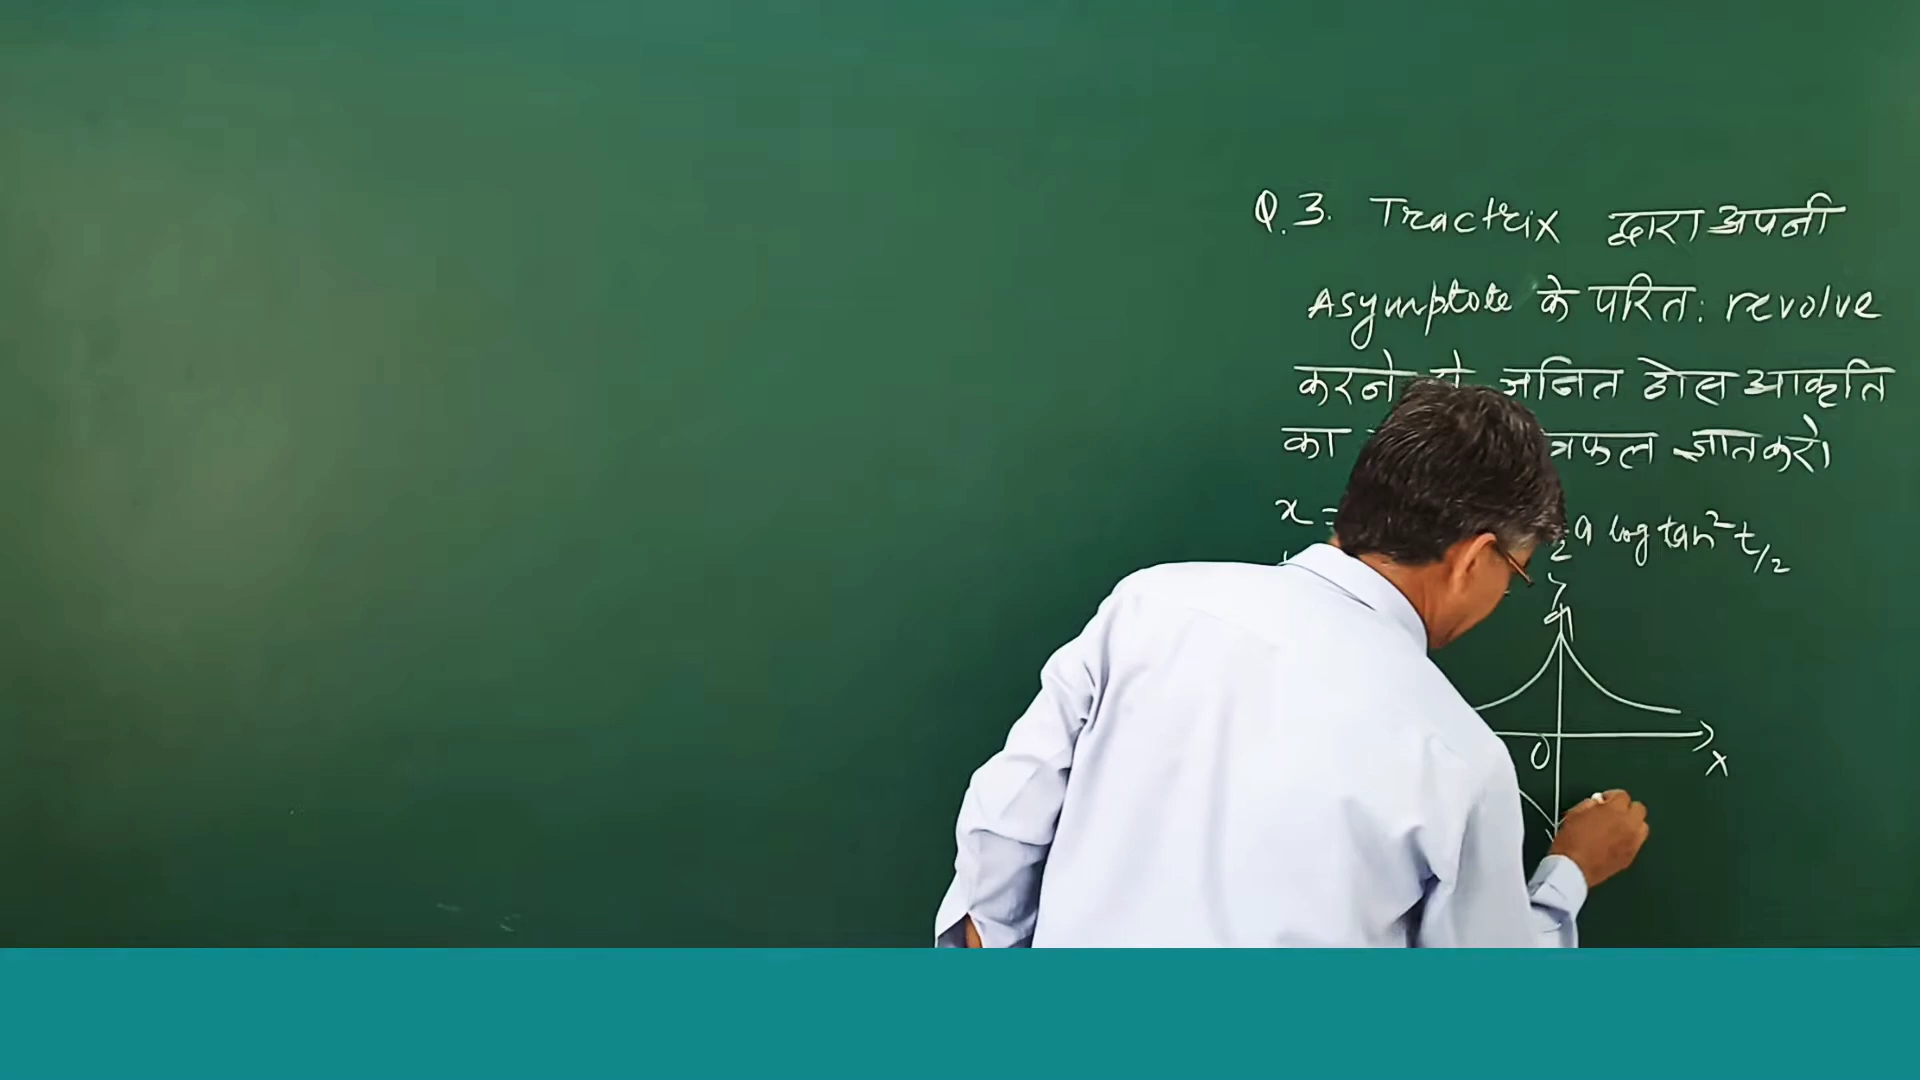 Q.3. Tractrix द्वारा अपनी
Asymptote के परित: revolve
करने से जनित ठोस आकृति
का फल ज्ञात करे।
x = a log tan² t/2
Y
a
O
X